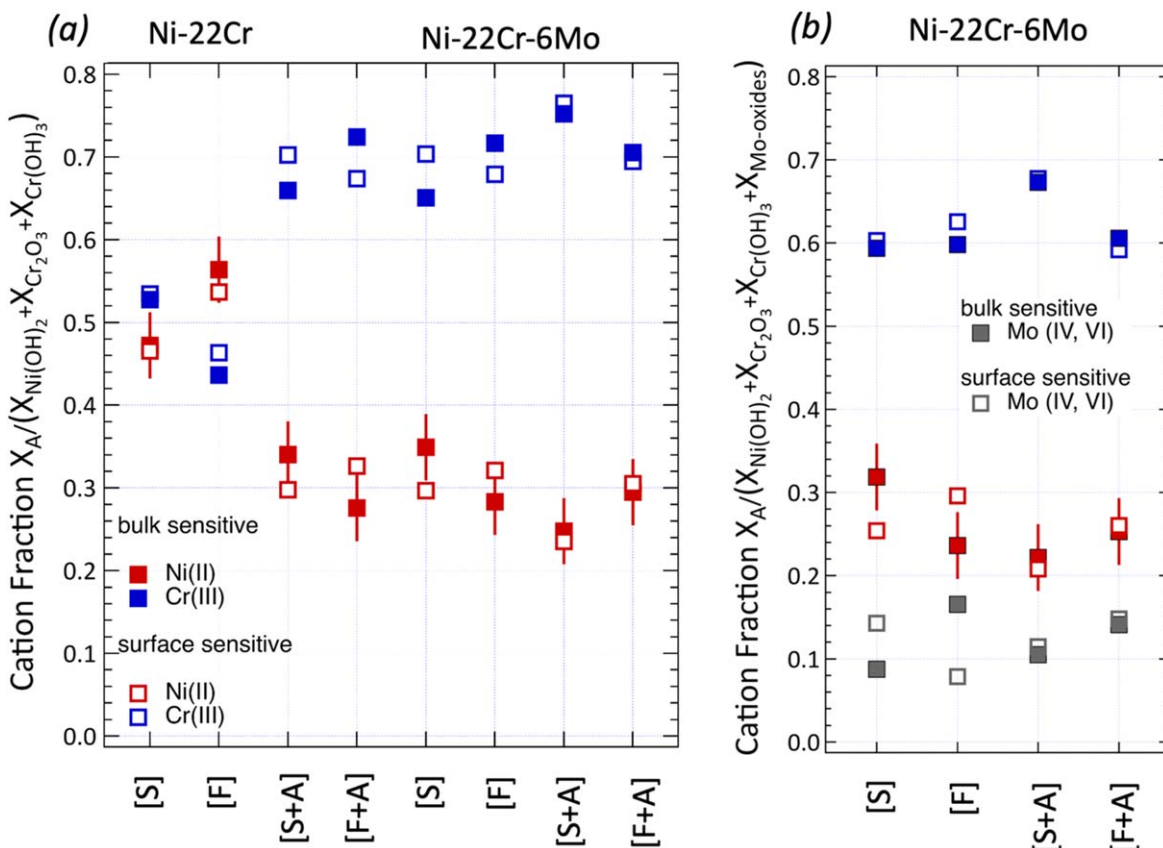 (a)
Ni-22Cr
Ni-22Cr-6Mo
Cation Fraction X_A/(X_Ni(OH)₂+X_Cr₂O₃+X_Cr(OH)₃)
0.8
0.7
0.6
0.5
0.4
0.3
0.2
0.1
0.0
bulk sensitive
Ni(II)
Cr(III)
surface sensitive
Ni(II)
Cr(III)
[S]
[F]
[S+A]
[F+A]
[S]
[F]
[S+A]
[F+A]
(b)
Ni-22Cr-6Mo
Cation Fraction X_A/(X_Ni(OH)₂+X_Cr₂O₃+X_Cr(OH)₃+X_Mo-oxides)
0.8
0.7
0.6
0.5
0.4
0.3
0.2
0.1
0.0
bulk sensitive
Mo (IV, VI)
surface sensitive
Mo (IV, VI)
[S]
[F]
[S+A]
[F+A]